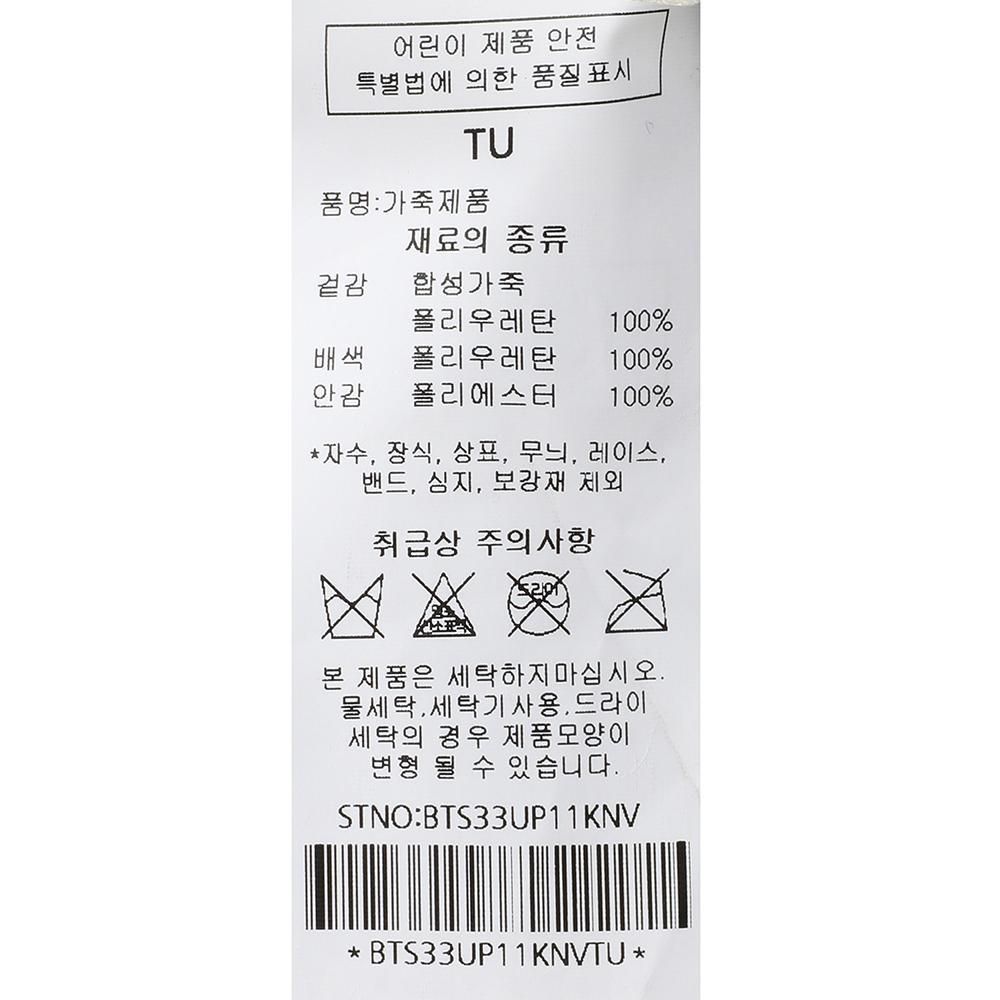 어린이 제품 안전
특별법에 의한 품질표시
TU
품명:가죽제품
재료의 종류
겉감 합성가죽
폴리우레탄 100%
배색 폴리우레탄 100%
안감 폴리에스터 100%
*자수, 장식, 상표, 무늬, 레이스,
밴드, 심지, 보강재 제외
취급상 주의사항
드라이
염소
산소표백
본 제품은 세탁하지마십시오.
물세탁,세탁기사용,드라이
세탁의 경우 제품모양이
변형 될 수 있습니다.
STNO:BTS33UP11KNV
*BTS33UP11KNVTU*